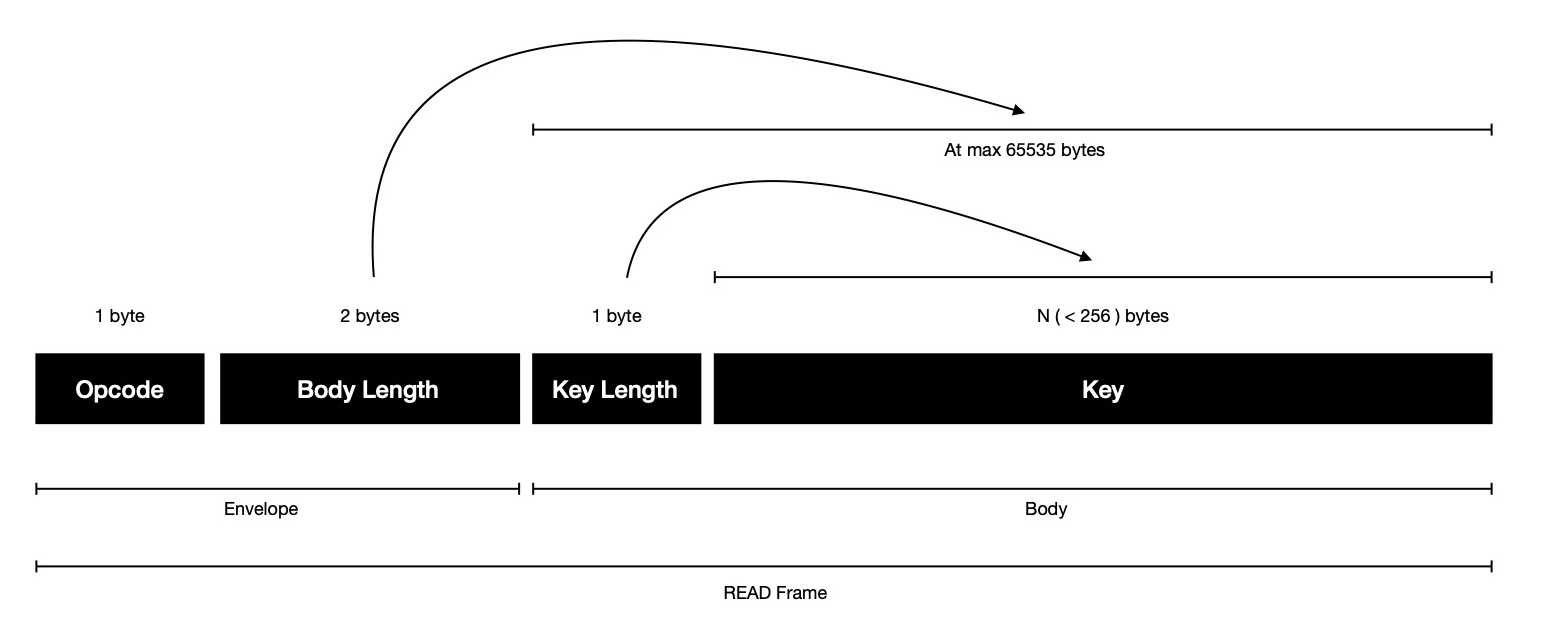 At max 65535 bytes
1 byte
2 bytes
1 byte
N ( < 256 ) bytes
Opcode
Body Length
Key Length
Key
Envelope
Body
READ Frame